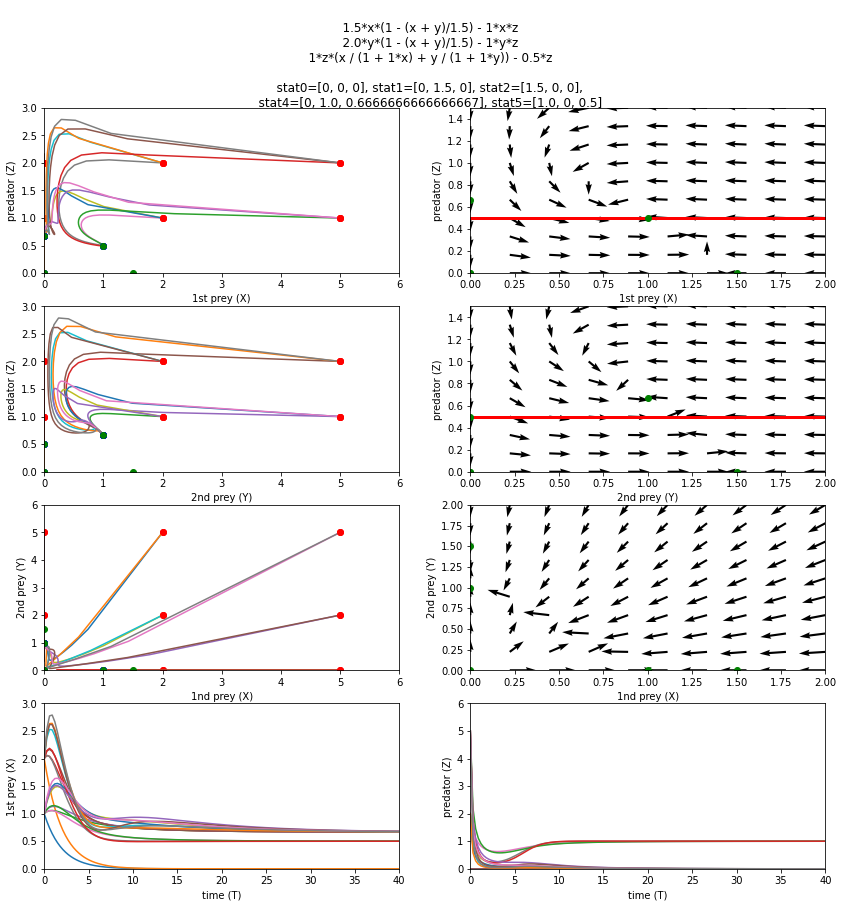 1.5*x*(1 - (x + y)/1.5) - 1*x*z
2.0*y*(1 - (x + y)/1.5) - 1*y*z
1*z*(x / (1 + 1*x) + y / (1 + 1*y)) - 0.5*z
stat0=[0, 0, 0], stat1=[0, 1.5, 0], stat2=[1.5, 0, 0],
stat4=[0, 1.0, 0.6666666666666667], stat5=[1.0, 0, 0.5]
predator (Z)
3.0
2.5
2.0
1.5
1.0
0.5
0.0
0 1 2 3 4 5 6
1st prey (X)
predator (Z)
1.4
1.2
1.0
0.8
0.6
0.4
0.2
0.0
0.00 0.25 0.50 0.75 1.00 1.25 1.50 1.75 2.00
1st prey (X)
predator (Z)
3.0
2.5
2.0
1.5
1.0
0.5
0.0
0 1 2 3 4 5 6
2nd prey (Y)
predator (Z)
1.4
1.2
1.0
0.8
0.6
0.4
0.2
0.0
0.00 0.25 0.50 0.75 1.00 1.25 1.50 1.75 2.00
2nd prey (Y)
2nd prey (Y)
6
5
4
3
2
1
0
0 1 2 3 4 5 6
1nd prey (X)
2nd prey (Y)
2.00
1.75
1.50
1.25
1.00
0.75
0.50
0.25
0.00
0.00 0.25 0.50 0.75 1.00 1.25 1.50 1.75 2.00
1nd prey (X)
1st prey (X)
3.0
2.5
2.0
1.5
1.0
0.5
0.0
0 5 10 15 20 25 30 35 40
time (T)
predator (Z)
6
5
4
3
2
1
0
0 5 10 15 20 25 30 35 40
time (T)